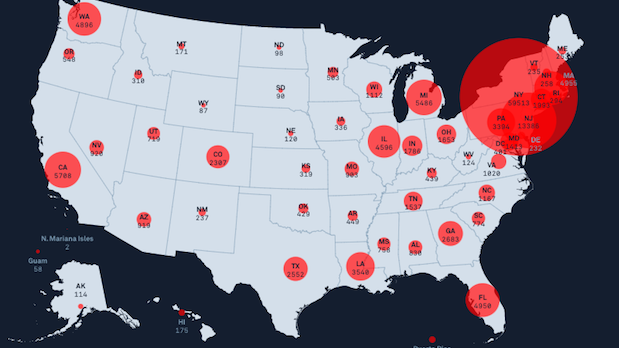 WA
4896
MT
171
ND
98
ME
OR
548
MN
503
VT
NH
258
MA
4955
ID
310
SD
90
WI
1112
MI
5486
NY
59513
CT
RI
WY
87
IA
336
PA
3394
NJ
13386
NE
120
IL
4596
IN
1786
OH
1653
MD
DE
232
DC
NV
920
UT
719
CO
2307
WV
124
VA
1020
CA
5708
KS
319
MO
903
KY
439
NC
1167
TN
1537
OK
429
AR
449
SC
774
AZ
919
NM
237
MS
758
AL
830
GA
2683
N. Mariana Isles
2
Guam
58
TX
2552
LA
3540
AK
114
FL
4950
HI
175